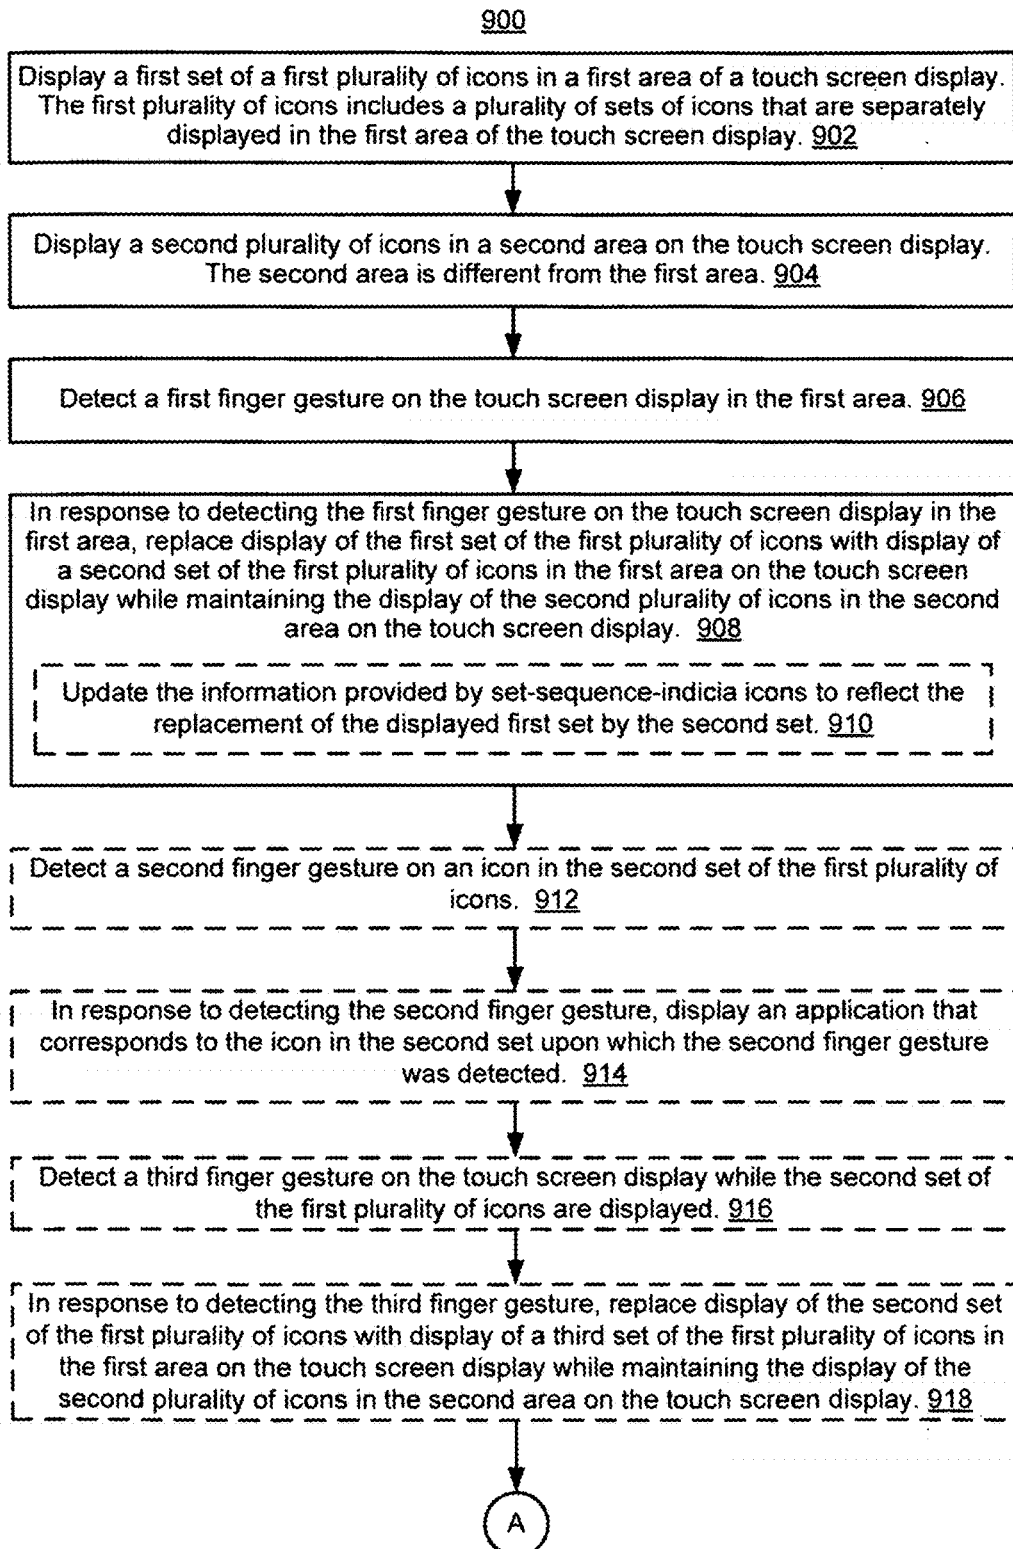 900
Display a first set of a first plurality of icons in a first area of a touch screen display.
The first plurality of icons includes a plurality of sets of icons that are separately
displayed in the first area of the touch screen display. 902
Display a second plurality of icons in a second area on the touch screen display.
The second area is different from the first area. 904
Detect a first finger gesture on the touch screen display in the first area. 906
In response to detecting the first finger gesture on the touch screen display in the
first area, replace display of the first set of the first plurality of icons with display of
a second set of the first plurality of icons in the first area on the touch screen
display while maintaining the display of the second plurality of icons in the second
area on the touch screen display. 908
Update the information provided by set-sequence-indicia icons to reflect the
replacement of the displayed first set by the second set. 910
Detect a second finger gesture on an icon in the second set of the first plurality of
icons. 912
In response to detecting the second finger gesture, display an application that
corresponds to the icon in the second set upon which the second finger gesture
was detected. 914
Detect a third finger gesture on the touch screen display while the second set of
the first plurality of icons are displayed. 916
In response to detecting the third finger gesture, replace display of the second set
of the first plurality of icons with display of a third set of the first plurality of icons in
the first area on the touch screen display while maintaining the display of the
second plurality of icons in the second area on the touch screen display. 918
A